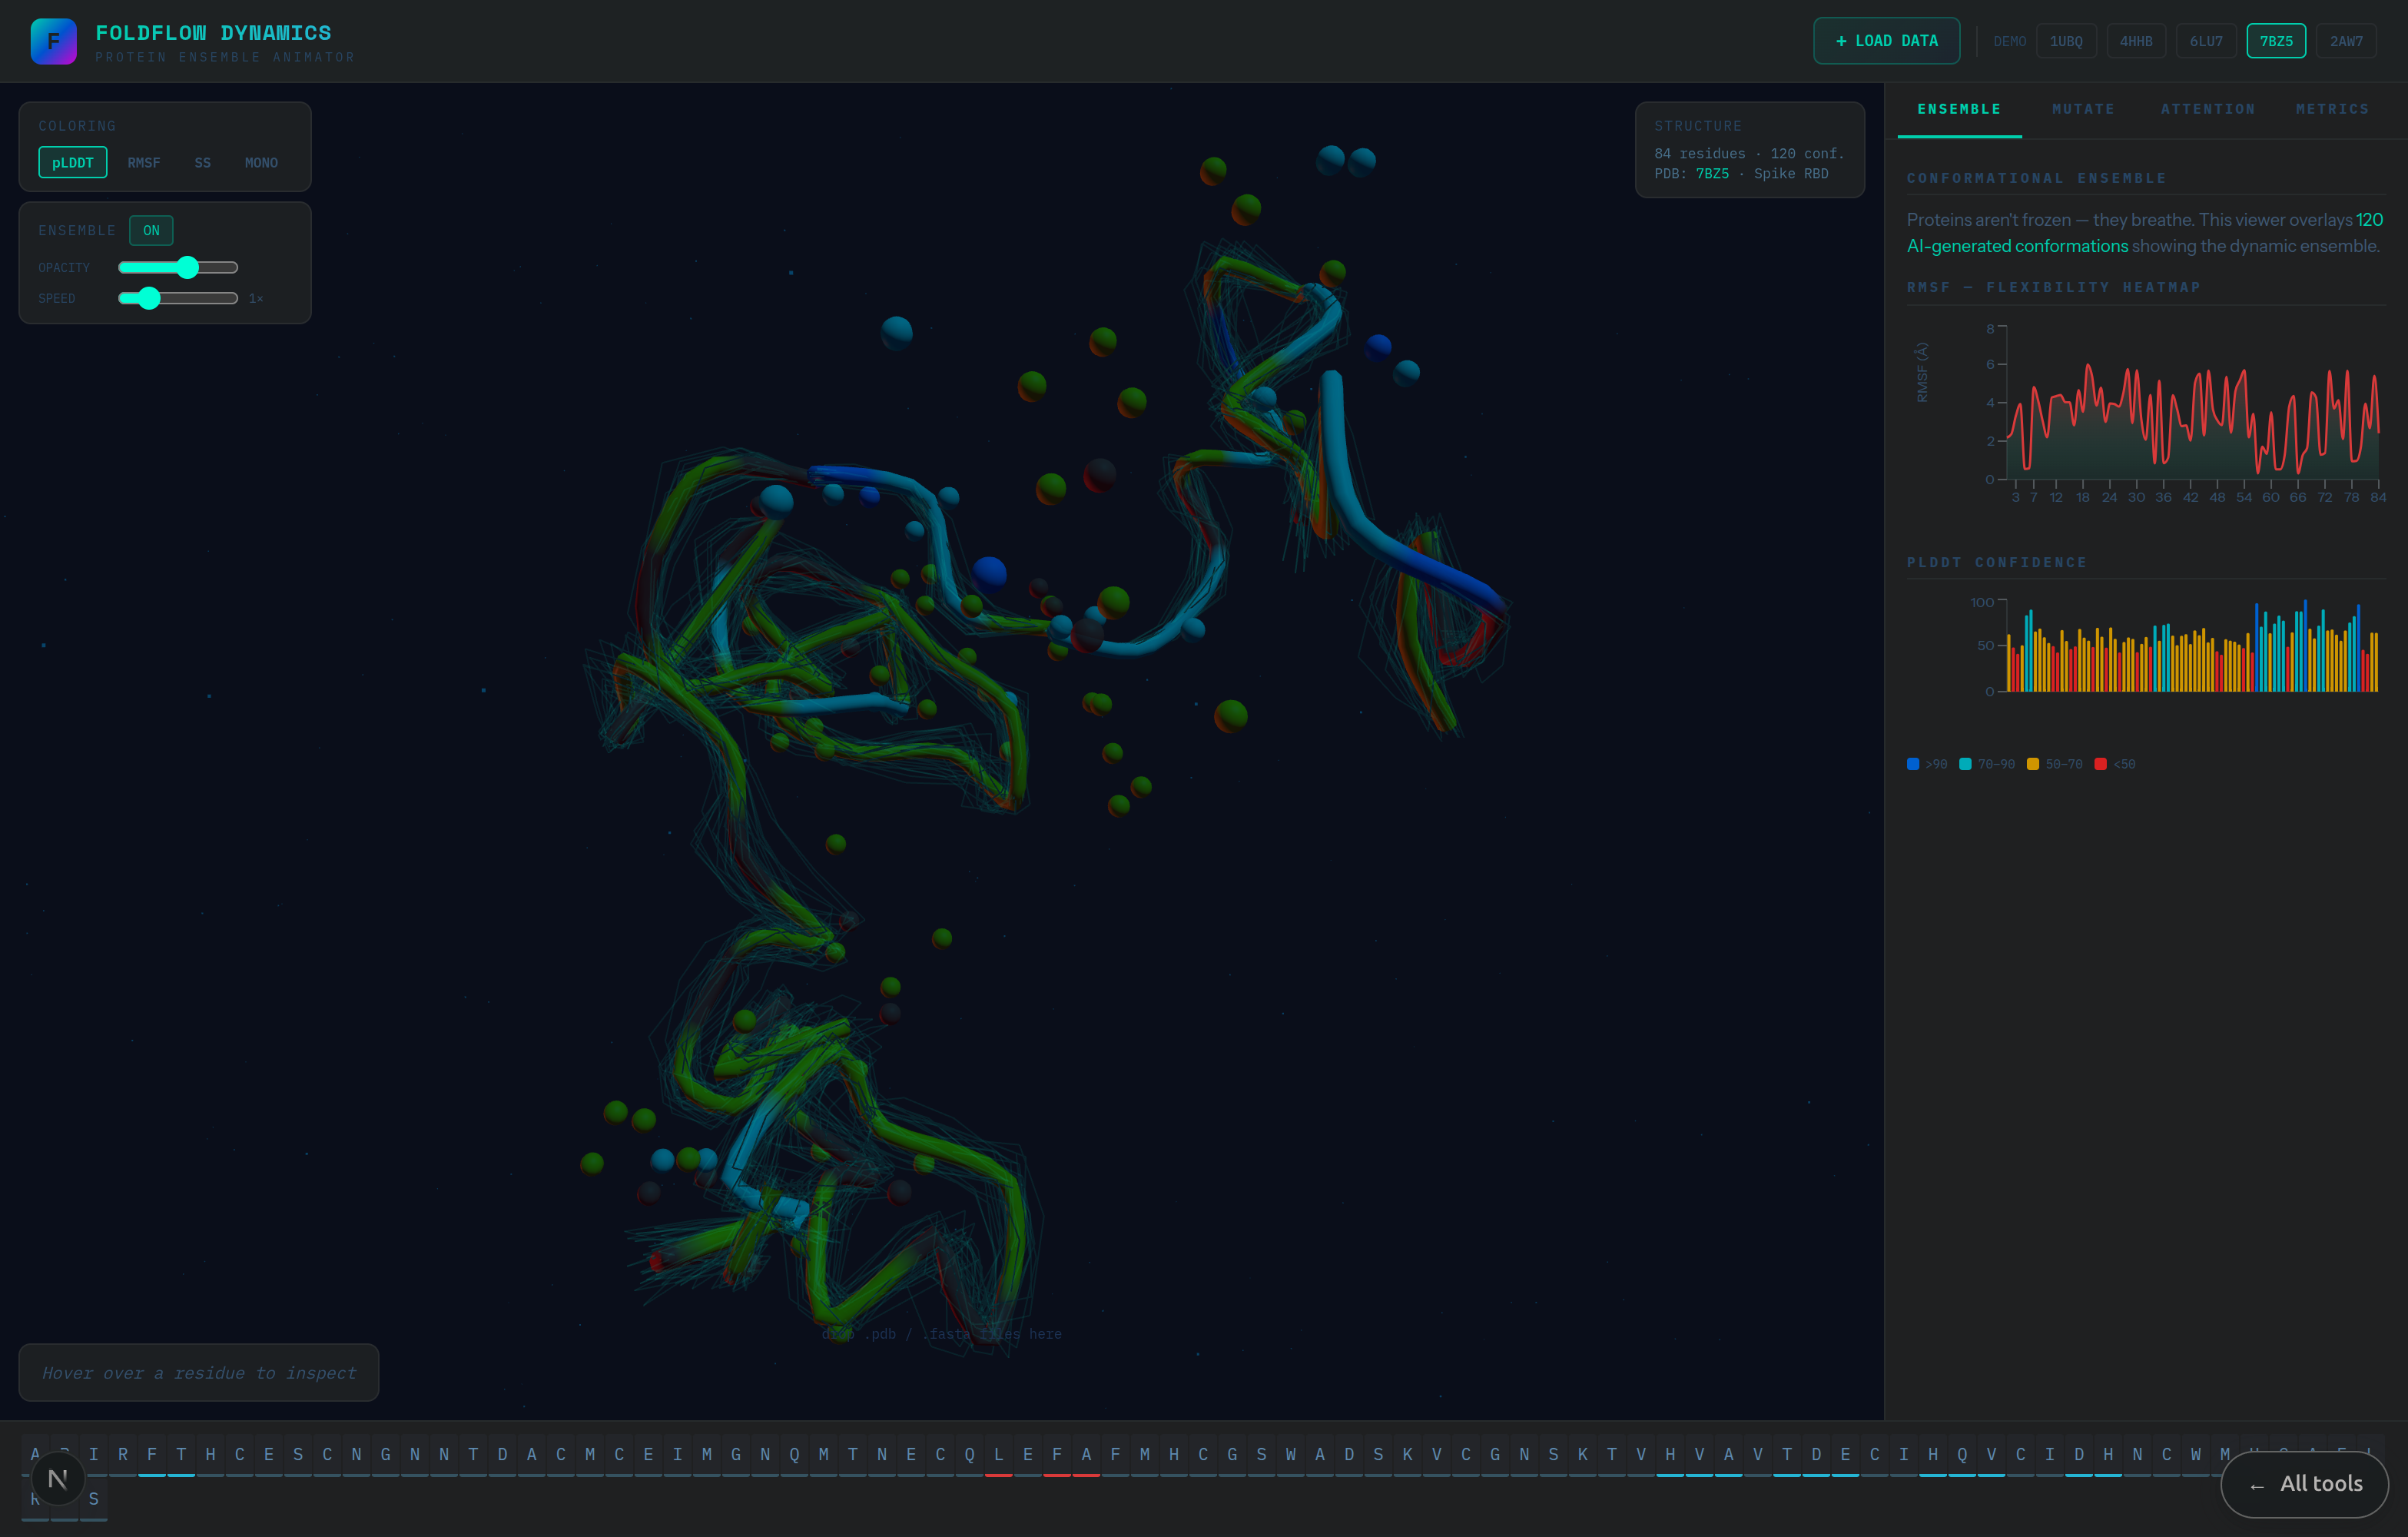 F
FOLDFLOW DYNAMICS
PROTEIN ENSEMBLE ANIMATOR
+ LOAD DATA
DEMO 1UBQ 4HHB 6LU7 7BZ5 2AW7
COLORING
pLDDT RMSF SS MONO
ENSEMBLE ON
OPACITY
SPEED 1×
STRUCTURE
84 residues · 120 conf.
PDB: 7BZ5 · Spike RBD
ENSEMBLE MUTATE ATTENTION METRICS
CONFORMATIONAL ENSEMBLE
Proteins aren't frozen — they breathe. This viewer overlays 120
AI-generated conformations showing the dynamic ensemble.
RMSF — FLEXIBILITY HEATMAP
RMSF (Å)
8
6
4
2
0
3 7 12 18 24 30 36 42 48 54 60 66 72 78 84
PLDDT CONFIDENCE
100
50
0
>90 70–90 50–70 <50
drop .pdb / .fasta files here
Hover over a residue to inspect
A I R F T H C E S C N G N N T D A C M C E I M G N Q M T N E C Q L E F A F M H C G S W A D S K V C G N S K T V H V A V T D E C I H Q V C I D H N C W M
R S
N
← All tools